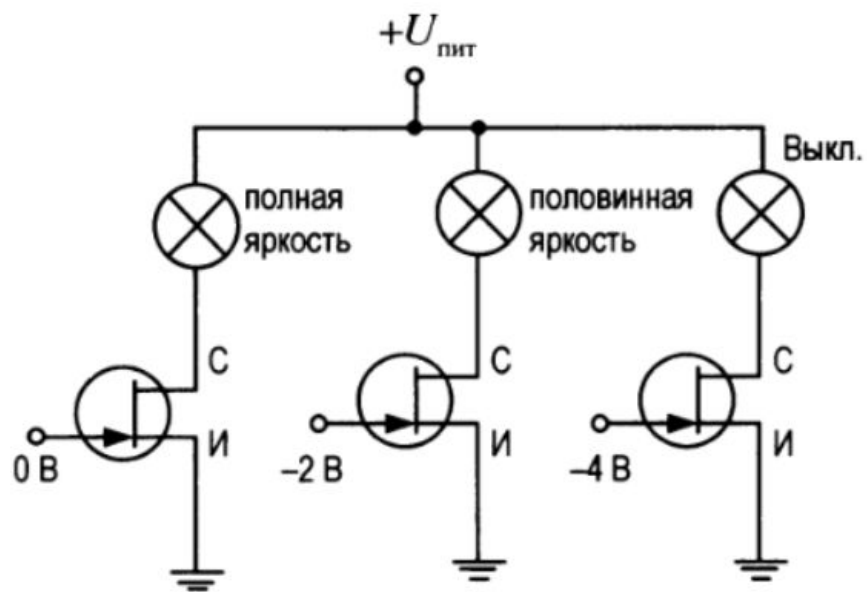 +Uпит
полная
яркость
половинная
яркость
Выкл.
С
И
0 В
С
И
–2 В
С
И
–4 В